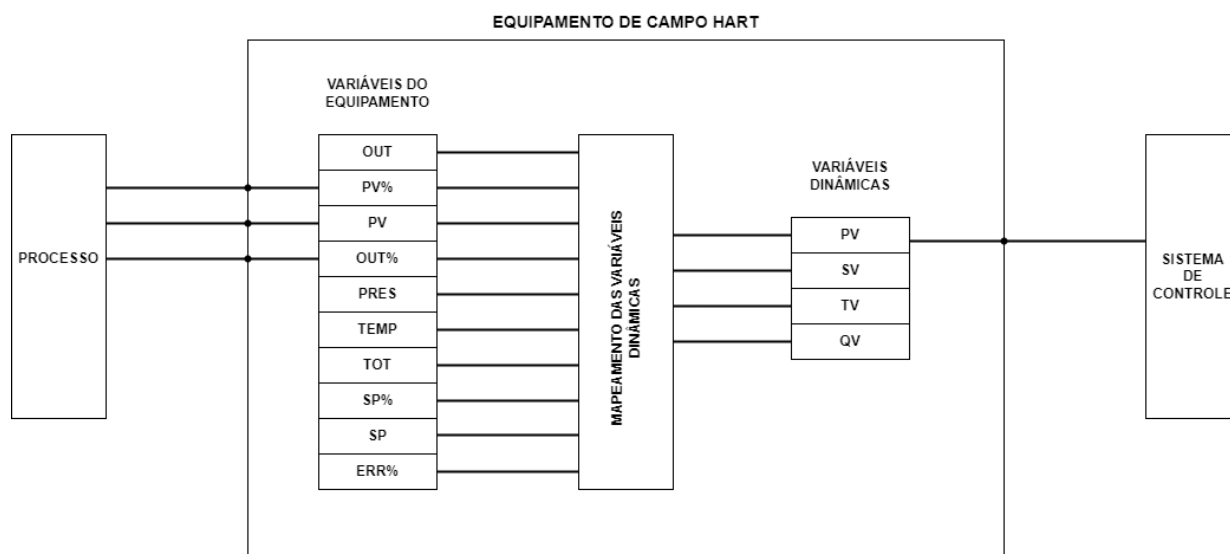 EQUIPAMENTO DE CAMPO HART
VARIÁVEIS DO
EQUIPAMENTO
PROCESSO
OUT
PV%
PV
OUT%
PRES
TEMP
TOT
SP%
SP
ERR%
MAPEAMENTO DAS VARIÁVEIS
DINÂMICAS
VARIÁVEIS
DINÂMICAS
PV
SV
TV
QV
SISTEMA
DE
CONTROLE